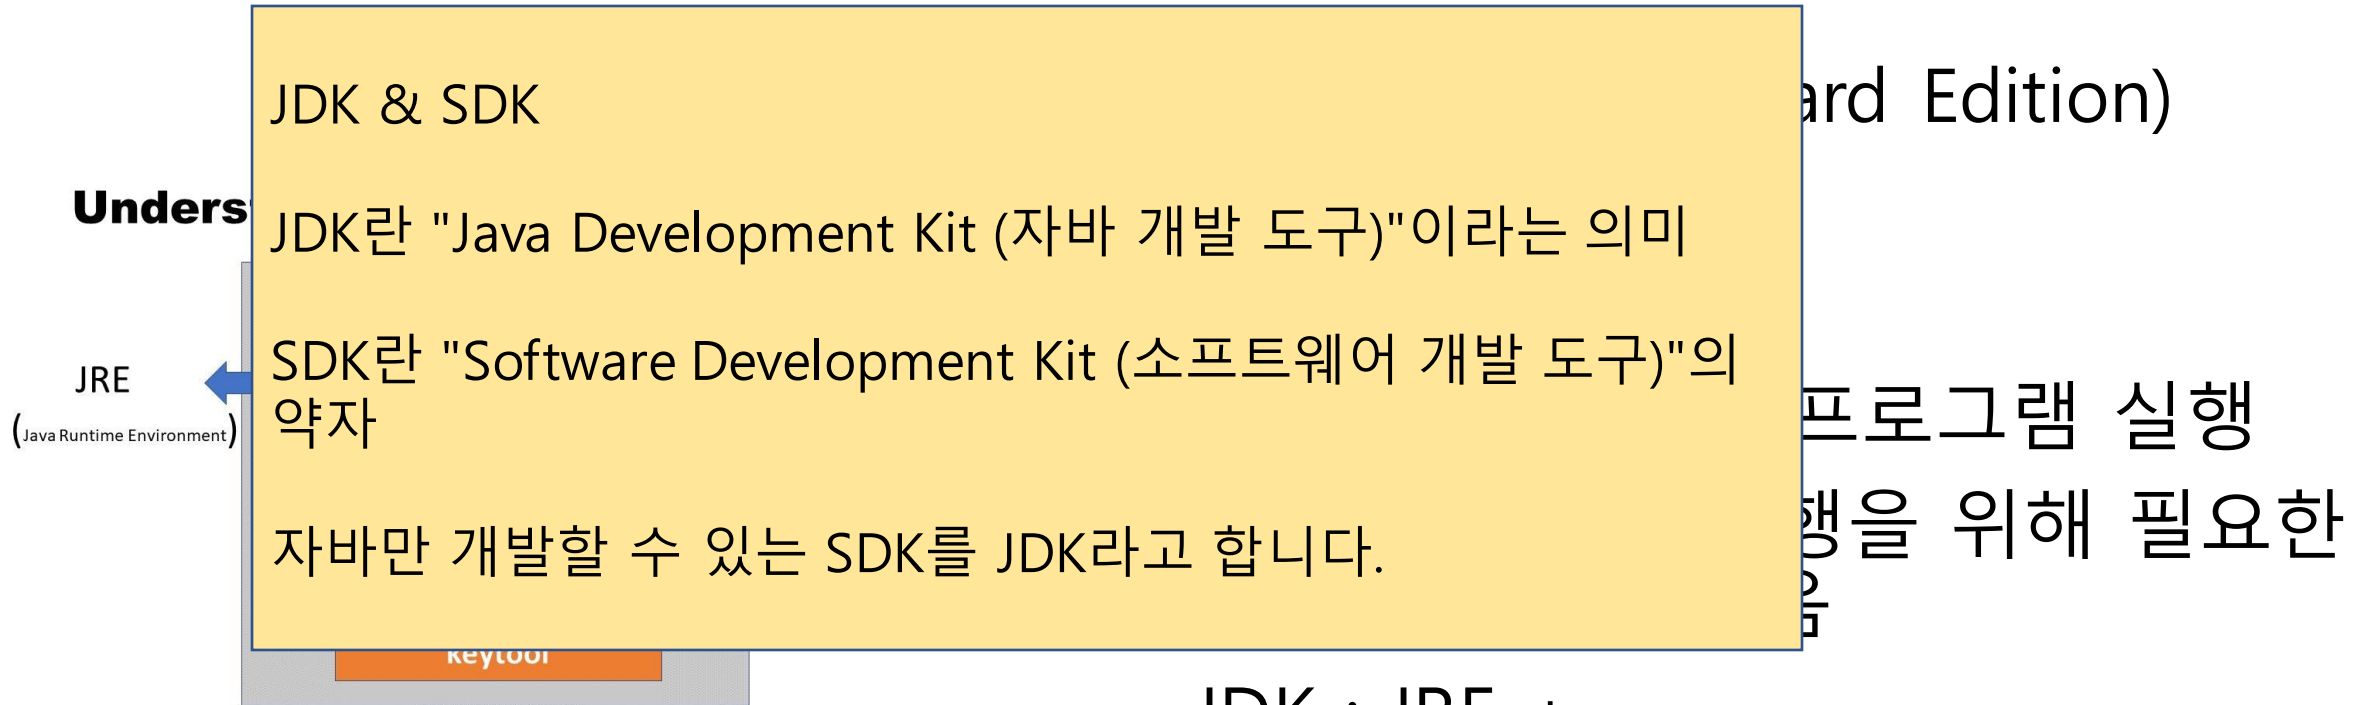 JDK & SDK
JDK란 "Java Development Kit (자바 개발 도구)"이라는 의미
SDK란 "Software Development Kit (소프트웨어 개발 도구)"의
약자
자바만 개발할 수 있는 SDK를 JDK라고 합니다.
Edition)
JRE
(Java Runtime Environment)
프로그램 실행
위해 필요한
Keytool
JDK : JRE +